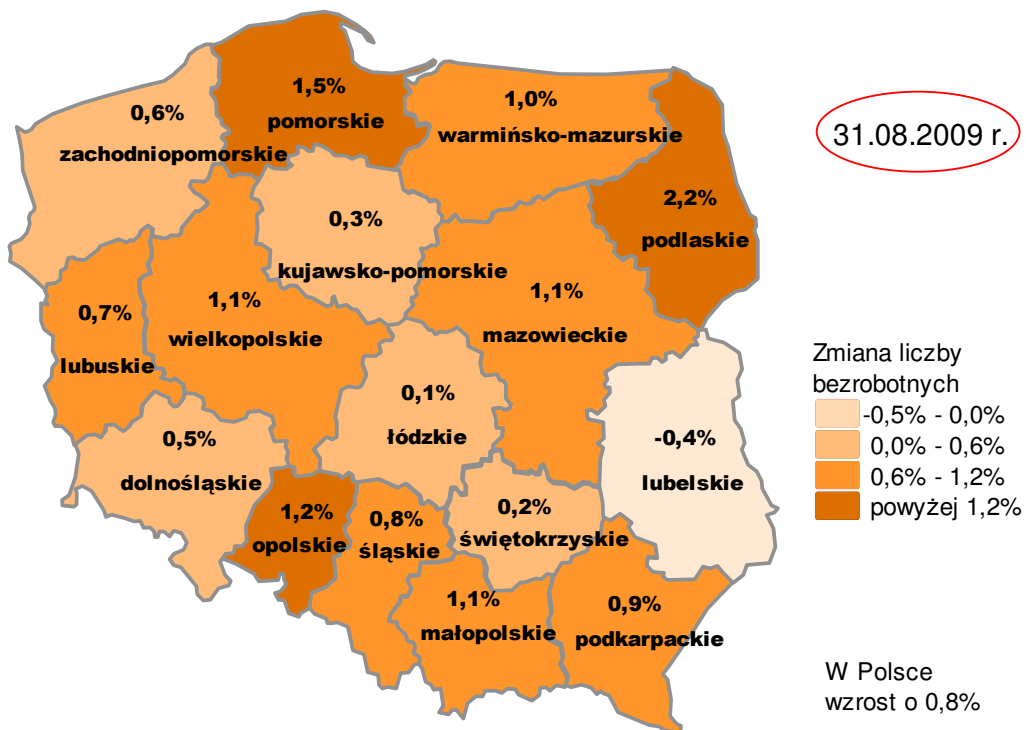 1,5%
pomorskie
0,6%
zachodniopomorskie
1,0%
warmińsko-mazurskie
31.08.2009 r.
2,2%
podlaskie
0,3%
kujawsko-pomorskie
0,7%
lubuskie
1,1%
wielkopolskie
1,1%
mazowieckie
0,1%
łódzkie
0,5%
dolnośląskie
-0,4%
lubelskie
1,2%
opolskie
0,8%
śląskie
0,2%
świętokrzyskie
1,1%
małopolskie
0,9%
podkarpackie
Zmiana liczby
bezrobotnych
-0,5% - 0,0%
0,0% - 0,6%
0,6% - 1,2%
powyżej 1,2%
W Polsce
wzrost o 0,8%